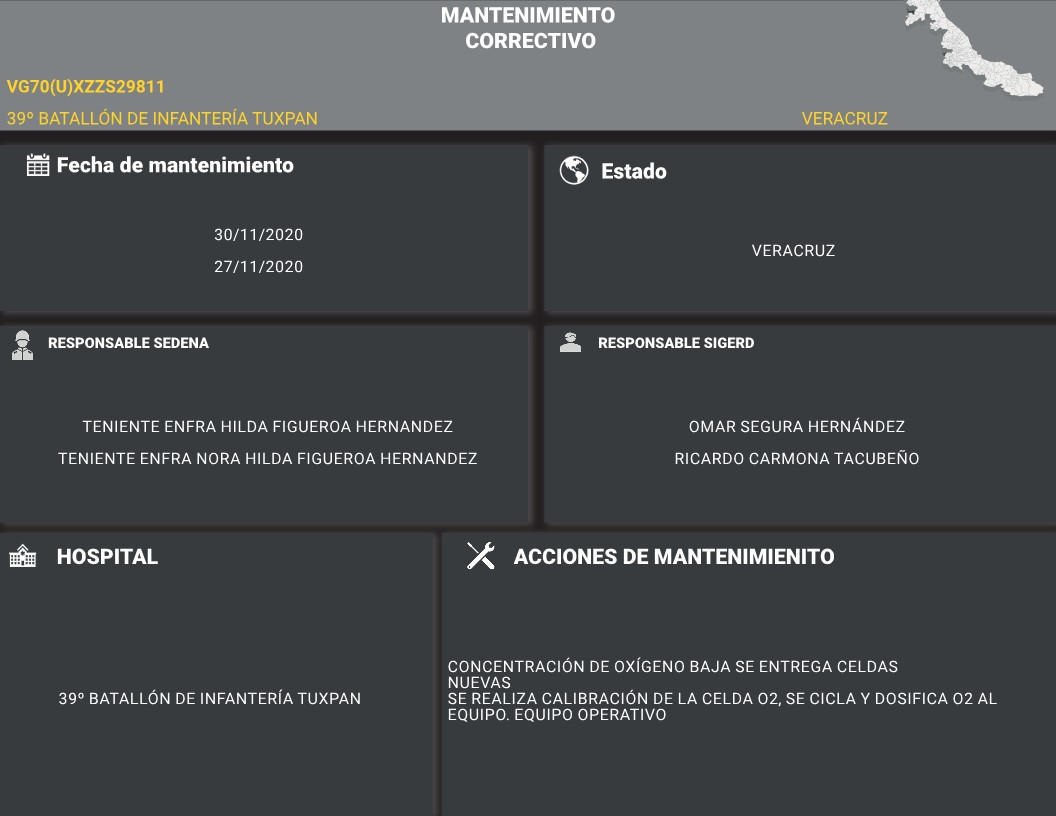 MANTENIMIENTO
CORRECTIVO
VG70(U)XZZS29811
39º BATALLÓN DE INFANTERÍA TUXPAN
VERACRUZ
Fecha de mantenimiento
30/11/2020
27/11/2020
Estado
VERACRUZ
RESPONSABLE SEDENA
TENIENTE ENFRA HILDA FIGUEROA HERNANDEZ
TENIENTE ENFRA NORA HILDA FIGUEROA HERNANDEZ
RESPONSABLE SIGERD
OMAR SEGURA HERNÁNDEZ
RICARDO CARMONA TACUBEÑO
HOSPITAL
39º BATALLÓN DE INFANTERÍA TUXPAN
ACCIONES DE MANTENIMIENITO
CONCENTRACIÓN DE OXÍGENO BAJA SE ENTREGA CELDAS
NUEVAS
SE REALIZA CALIBRACIÓN DE LA CELDA O2, SE CICLA Y DOSIFICA O2 AL
EQUIPO. EQUIPO OPERATIVO